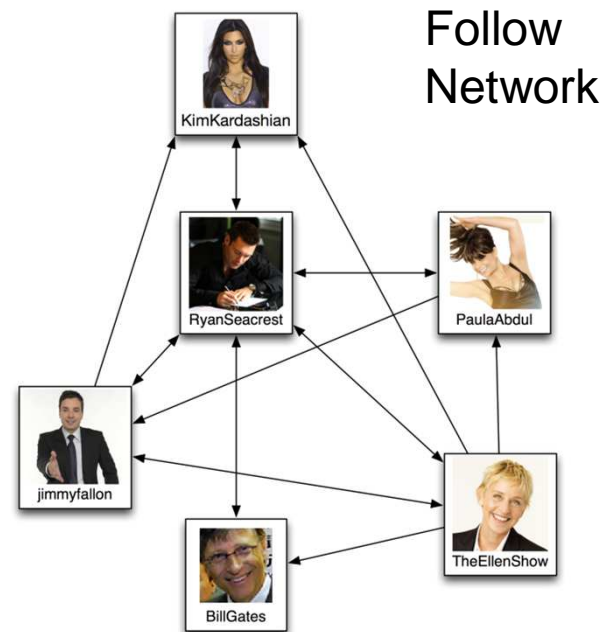 Follow
Network
KimKardashian
RyanSeacrest
PaulaAbdul
jimmyfallon
TheEllenShow
BillGates